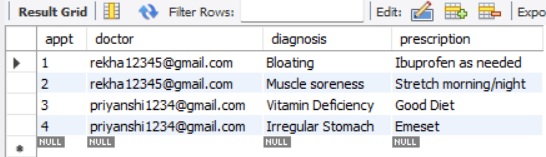 Result Grid Filter Rows: Edit: Expo
appt doctor diagnosis prescription
1 rekha12345@gmail.com Bloating Ibuprofen as needed
2 rekha12345@gmail.com Muscle soreness Stretch morning/night
3 priyanshi1234@gmail.com Vitamin Deficiency Good Diet
4 priyanshi1234@gmail.com Irregular Stomach Emeset
NULL NULL NULL NULL